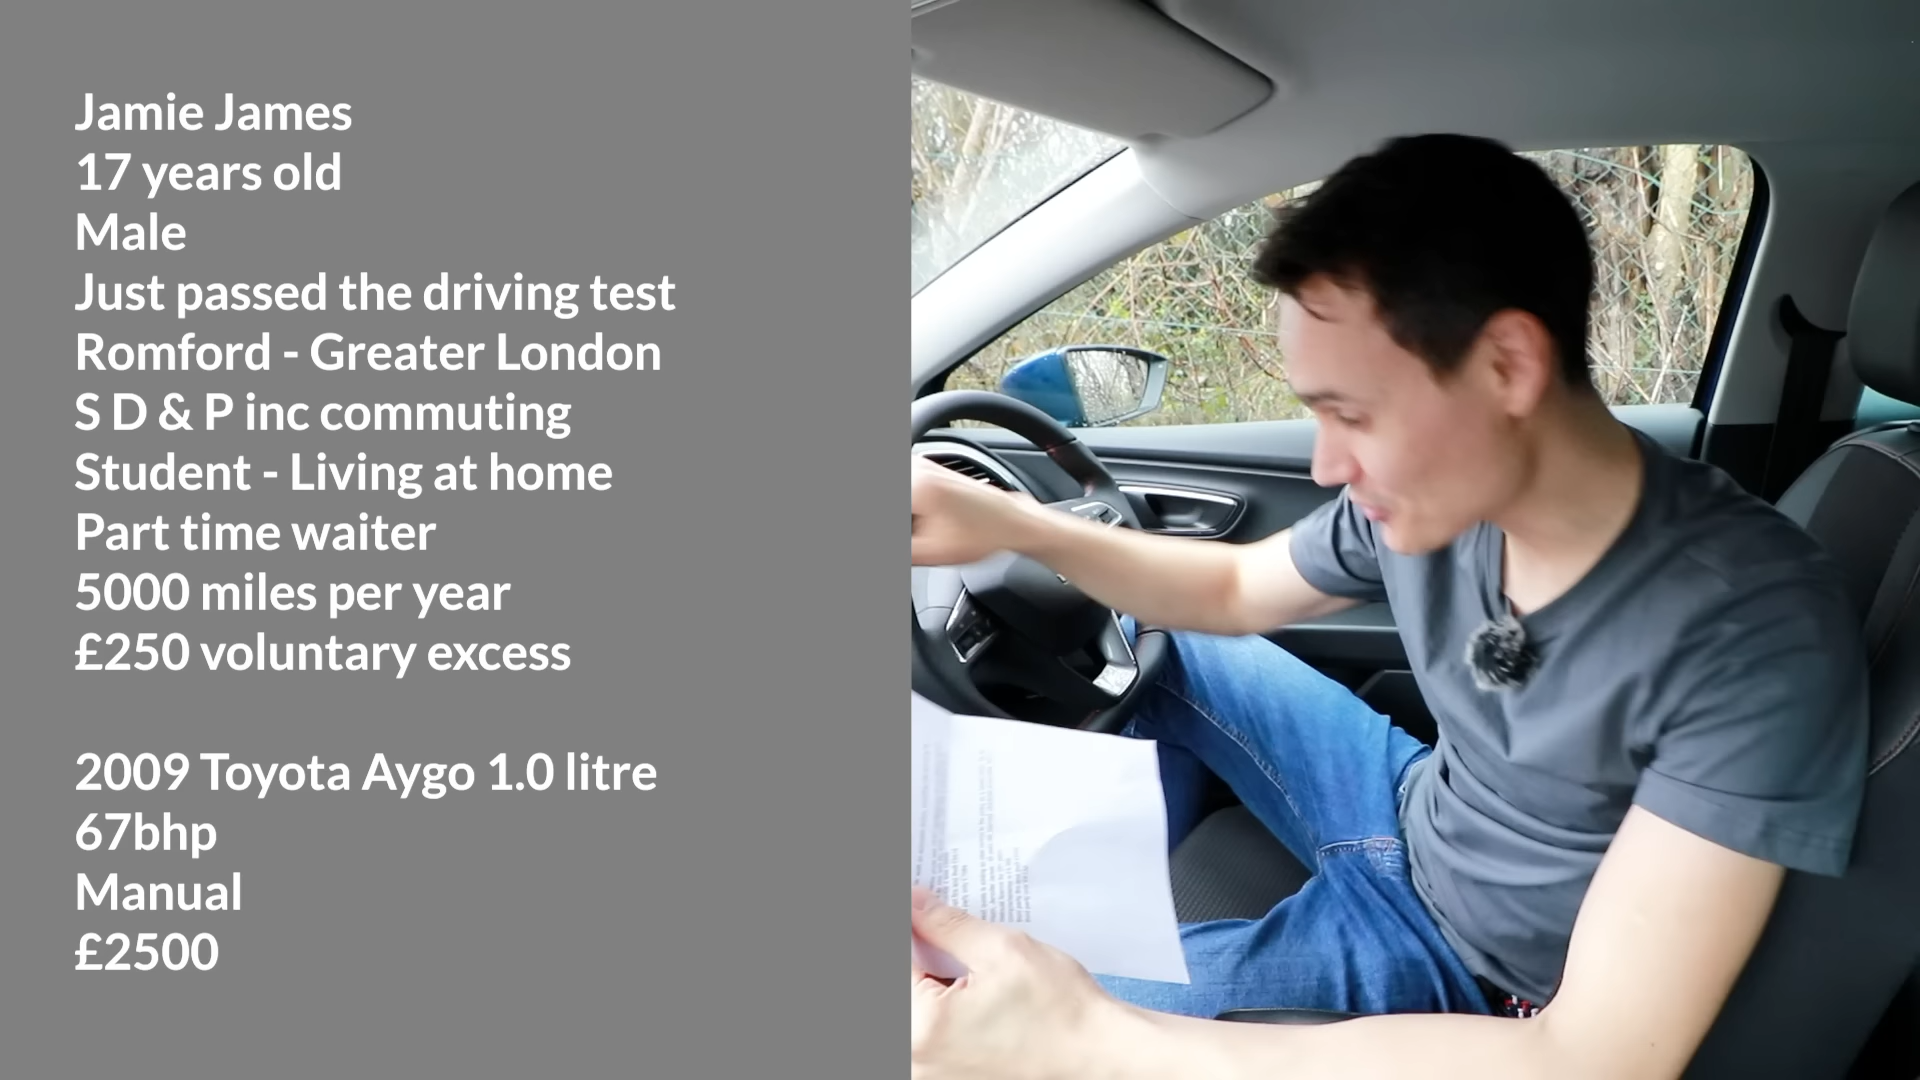 Jamie James
17 years old
Male
Just passed the driving test
Romford - Greater London
S D & P inc commuting
Student - Living at home
Part time waiter
5000 miles per year
£250 voluntary excess
2009 Toyota Aygo 1.0 litre
67bhp
Manual
£2500